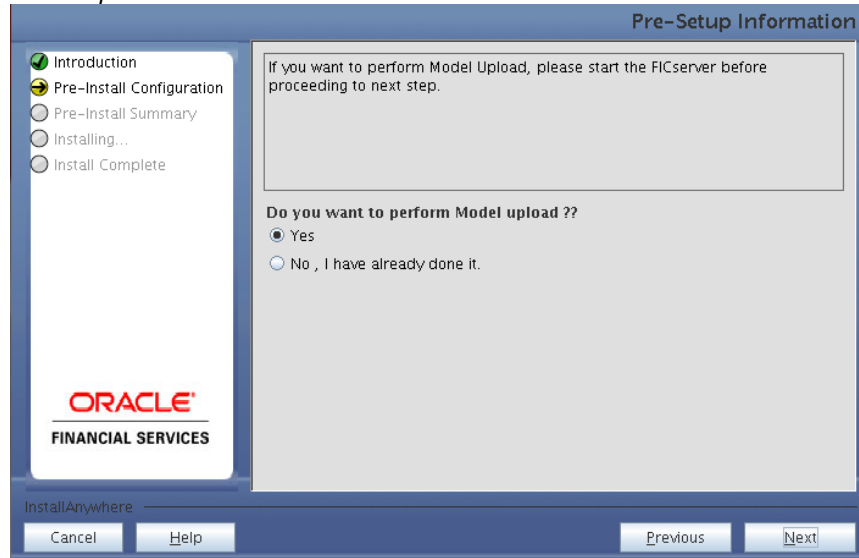 Pre-Setup Information
Introduction
Pre-Install Configuration
Pre-Install Summary
Installing...
Install Complete
If you want to perform Model Upload, please start the FICserver before
proceeding to next step.
Do you want to perform Model upload ??
Yes
No , I have already done it.
ORACLE
FINANCIAL SERVICES
InstallAnywhere
Cancel
Help
Previous
Next